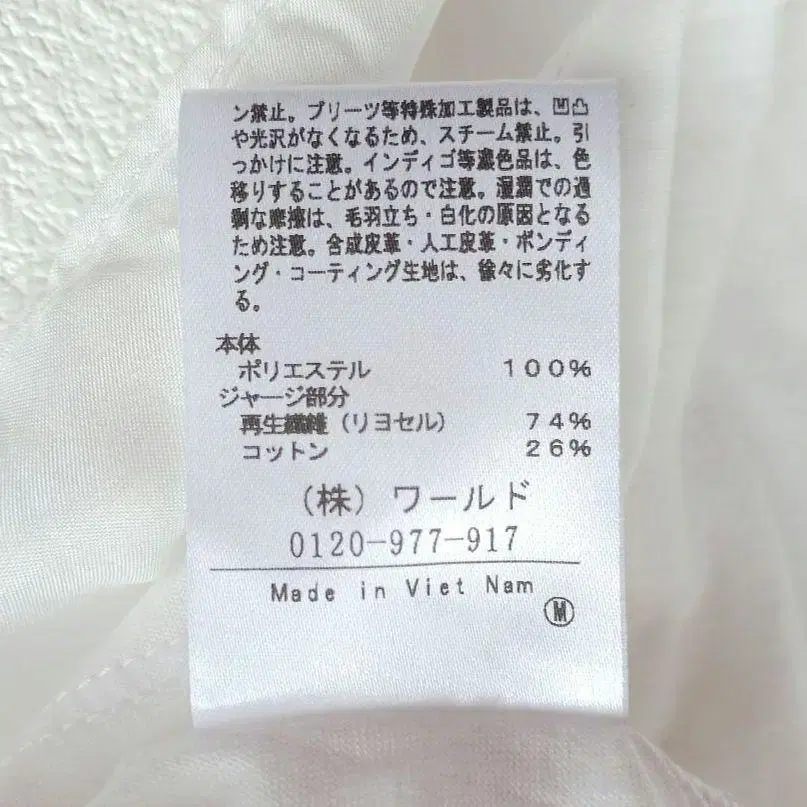 ン禁止。プリーツ等特殊加工製品は、凹凸
や光沢がなくなるため、スチーム禁止。引
っかけに注意。インディゴ等濃色品は、色
移りすることがあるので注意。湿潤での過
剰な摩擦は、毛羽立ち・白化の原因となる
ため注意。合成皮革・人工皮革・ボンディ
ング・コーティング生地は、徐々に劣化す
る。
本体
ポリエステル 100%
ジャージ部分
再生繊維（リヨセル） 74%
コットン 26%
（株）ワールド
0120-977-917
Made in Viet Nam
M